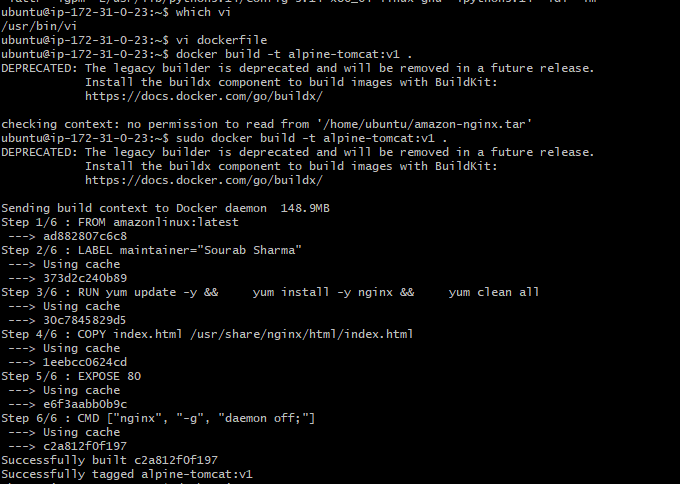 ubuntu@ip-172-31-0-23:~$ which vi
/usr/bin/vi
ubuntu@ip-172-31-0-23:~$ vi dockerfile
ubuntu@ip-172-31-0-23:~$ docker build -t alpine-tomcat:v1 .
DEPRECATED: The legacy builder is deprecated and will be removed in a future release.
            Install the buildx component to build images with BuildKit:
            https://docs.docker.com/go/buildx/

checking context: no permission to read from '/home/ubuntu/amazon-nginx.tar'
ubuntu@ip-172-31-0-23:~$ sudo docker build -t alpine-tomcat:v1 .
DEPRECATED: The legacy builder is deprecated and will be removed in a future release.
            Install the buildx component to build images with BuildKit:
            https://docs.docker.com/go/buildx/

Sending build context to Docker daemon  148.9MB
Step 1/6 : FROM amazonlinux:latest
 ---> ad882807c6c8
Step 2/6 : LABEL maintainer="Sourab Sharma"
 ---> Using cache
 ---> 373d2c240b89
Step 3/6 : RUN yum update -y &&     yum install -y nginx &&     yum clean all
 ---> Using cache
 ---> 30c7845829d5
Step 4/6 : COPY index.html /usr/share/nginx/html/index.html
 ---> Using cache
 ---> 1eebcc0624cd
Step 5/6 : EXPOSE 80
 ---> Using cache
 ---> e6f3aabb0b9c
Step 6/6 : CMD ["nginx", "-g", "daemon off;"]
 ---> Using cache
 ---> c2a812f0f197
Successfully built c2a812f0f197
Successfully tagged alpine-tomcat:v1